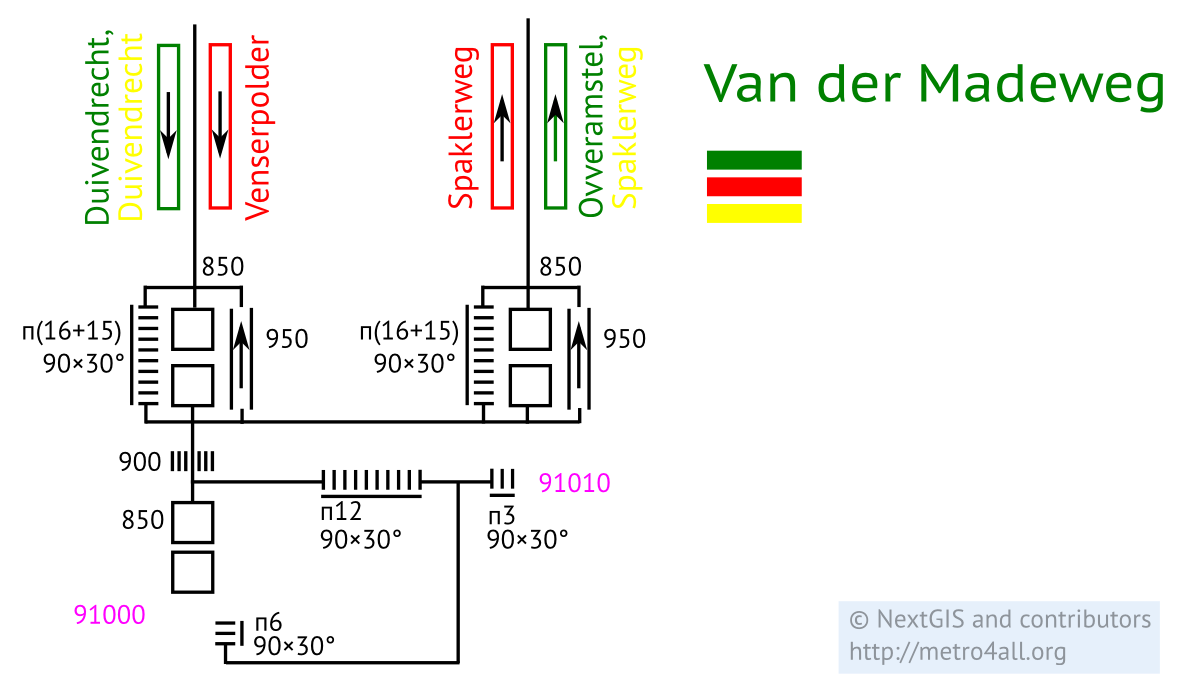 Van der Madeweg
Duivendrecht,
Duivendrecht
Venserpolder
Spaklerweg
Ovveramstel,
Spaklerweg
850
850
п(16+15)
90×30°
950
п(16+15)
90×30°
950
900
850
п12
90×30°
91010
п3
90×30°
91000
п6
90×30°
© NextGIS and contributors
http://metro4all.org